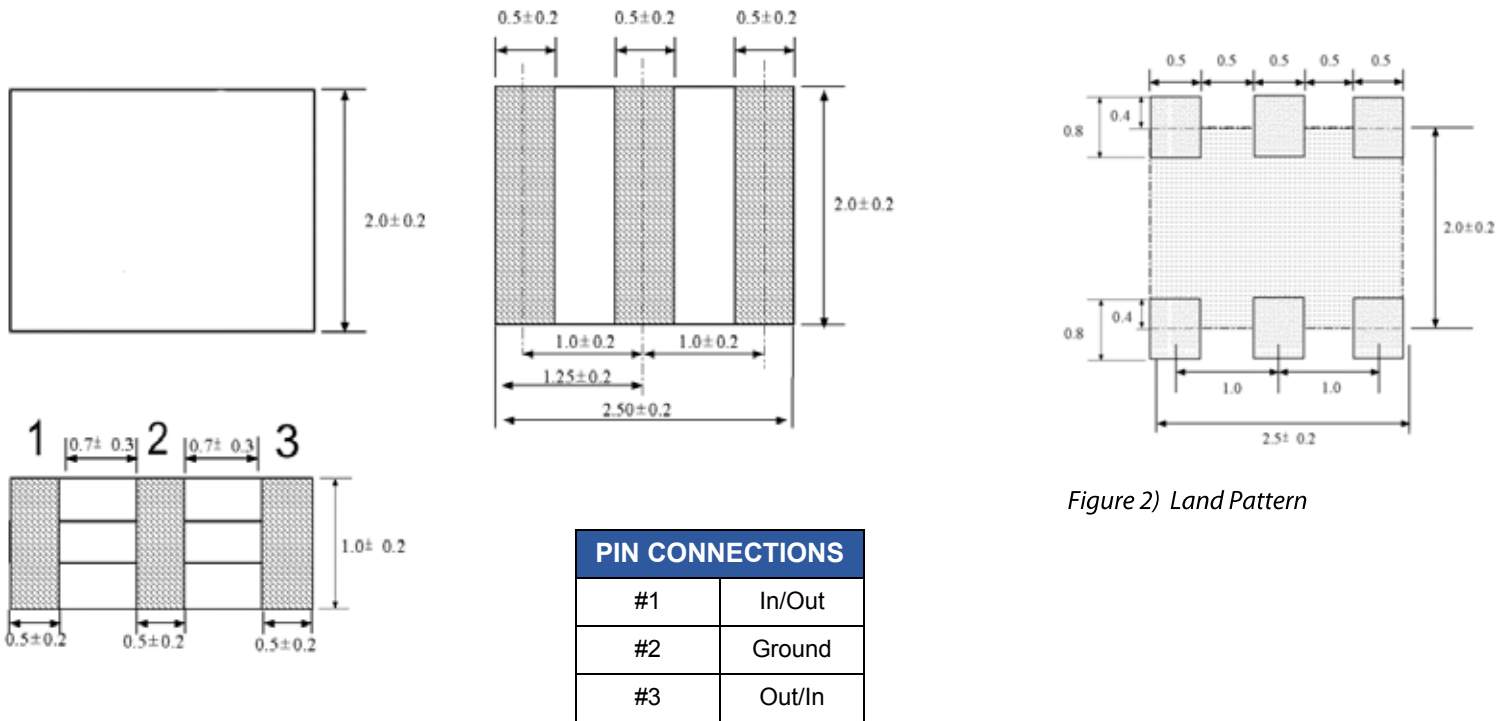 0.5±0.2 0.5±0.2 0.5±0.2
2.0±0.2
2.0±0.2
1.0±0.2 1.0±0.2
1.25±0.2
2.50±0.2
1 0.7± 0.3 2 0.7± 0.3 3
1.0± 0.2
0.5±0.2 0.5±0.2 0.5±0.2
0.5 0.5 0.5 0.5 0.5
0.8 0.4
2.0±0.2
0.8 0.4
1.0 1.0
2.5± 0.2
Figure 2) Land Pattern
PIN CONNECTIONS
#1 In/Out
#2 Ground
#3 Out/In